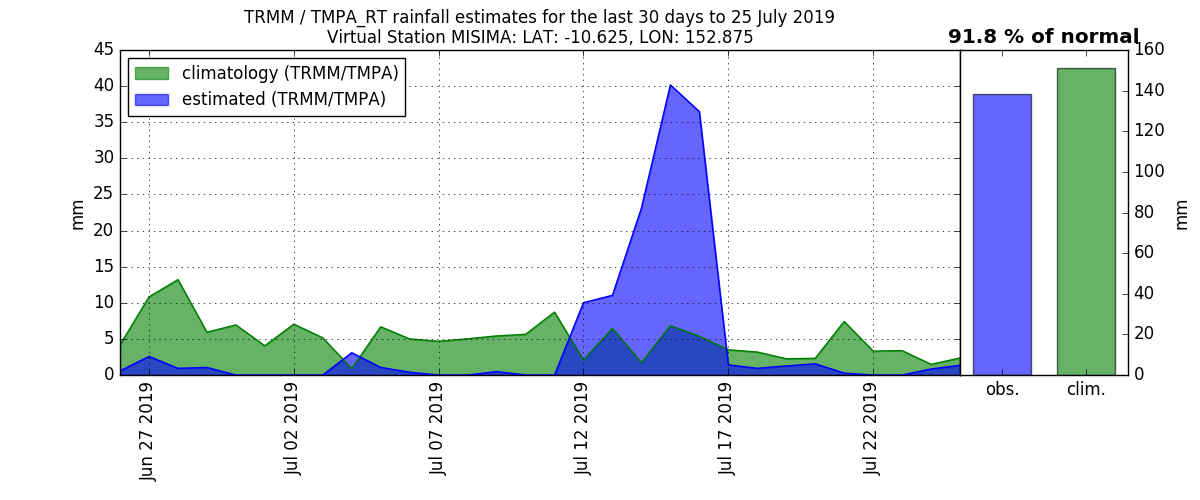 TRMM / TMPA_RT rainfall estimates for the last 30 days to 25 July 2019
Virtual Station MISIMA: LAT: -10.625, LON: 152.875
91.8 % of normal
climatology (TRMM/TMPA)
estimated (TRMM/TMPA)
mm
45
40
35
30
25
20
15
10
5
0
Jun 27 2019
Jul 02 2019
Jul 07 2019
Jul 12 2019
Jul 17 2019
Jul 22 2019
obs.
clim.
160
140
120
100
80
60
40
20
0
mm